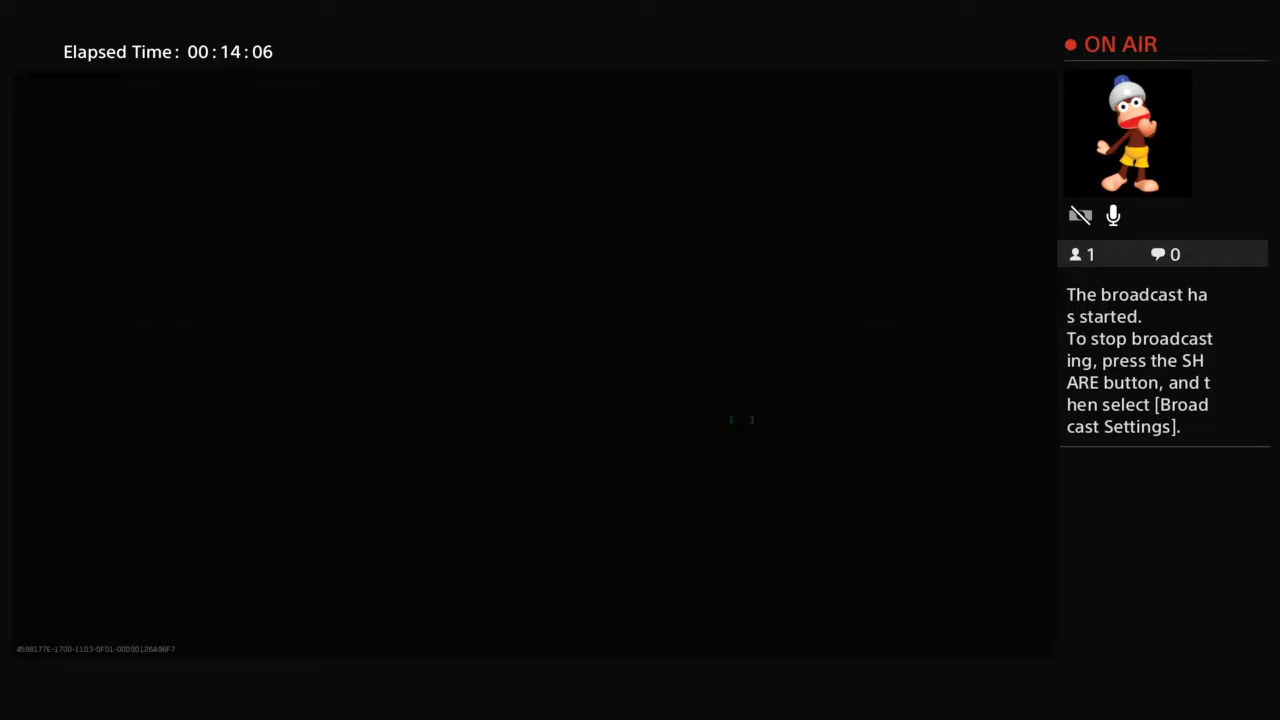 Elapsed Time: 00:14:06
ON AIR
1 0
The broadcast ha
s started.
To stop broadcast
ing, press the SH
ARE button, and t
hen select [Broad
cast Settings].
[ ]